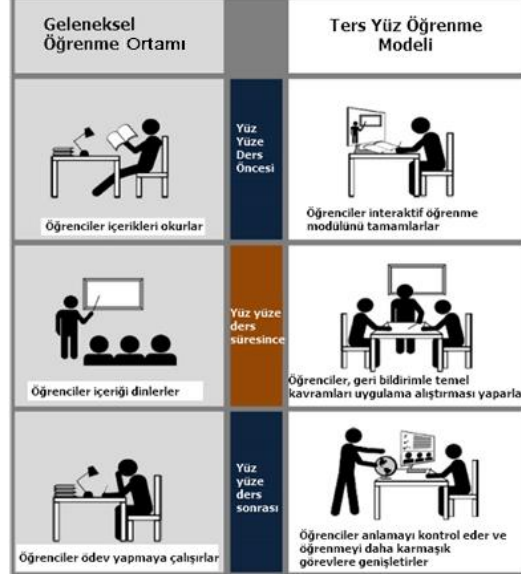 Geleneksel
Öğrenme Ortamı
Ters Yüz Öğrenme
Modeli
Öğrenciler içerikleri okurlar
Yüz
Yüze
Ders
Öncesi
Öğrenciler interaktif öğrenme
modülünü tamamlarlar
Öğrenciler içeriği dinlerler
Yüz yüze
ders
süresince
Öğrenciler, geri bildirimle temel
kavramları uygulama alıştırması yaparla
Öğrenciler ödev yapmaya çalışırlar
Yüz
yüze
ders
sonrası
Öğrenciler anlamayı kontrol eder ve
öğrenmeyi daha karmaşık
görevlere genişletirler